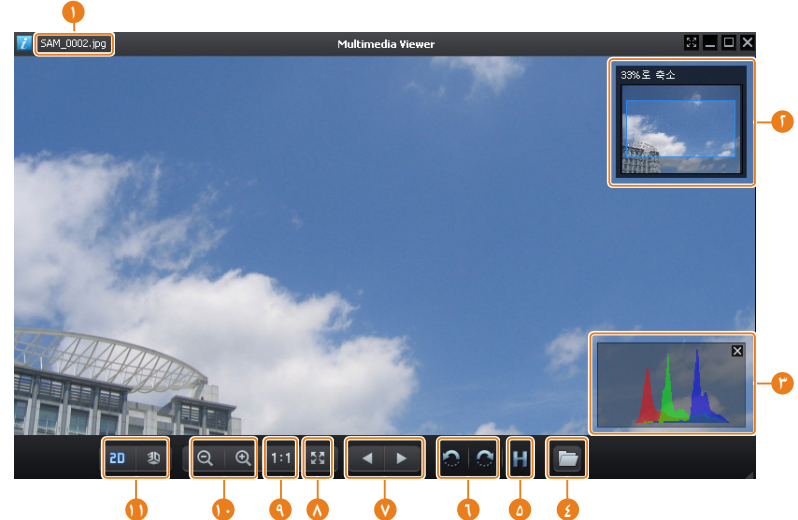 ١
SAM_0002.jpg
Multimedia Viewer
33%로 축소
٢
٣
2D 3D 1:1 H
١١ ١٠ ٩ ٨ ٧ ٦ ٥ ٤